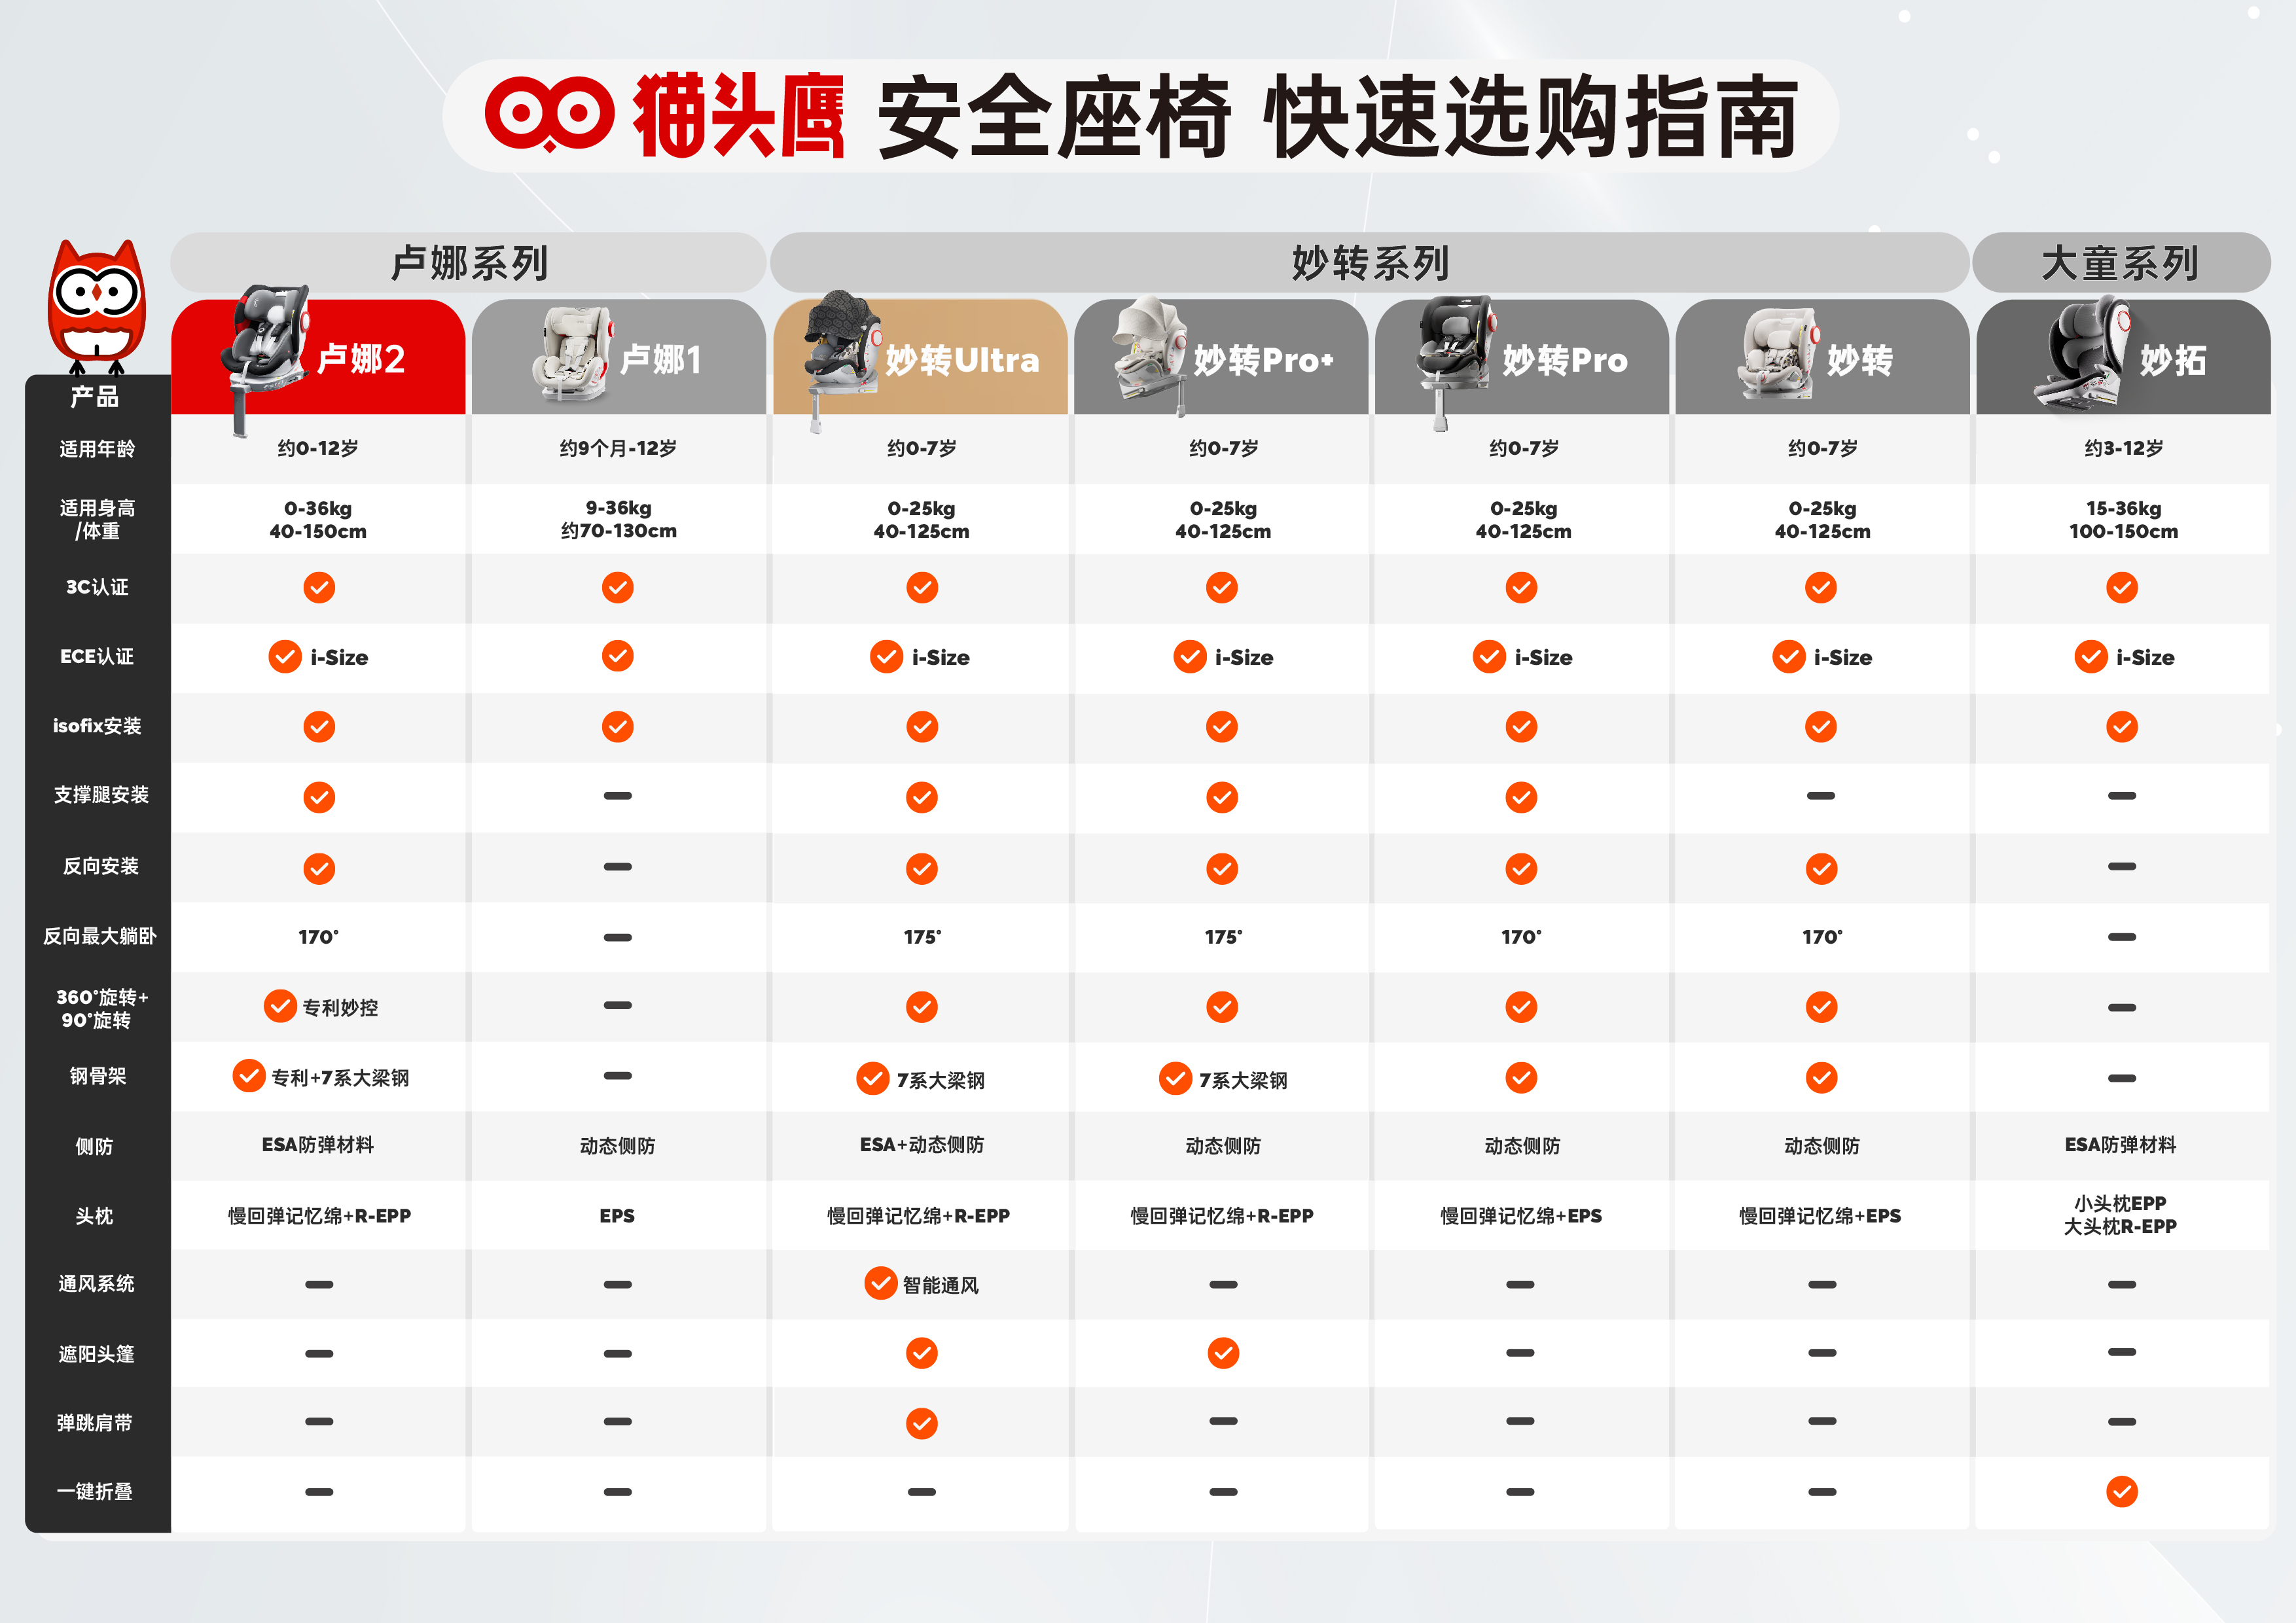 猫头鹰 安全座椅 快速选购指南
卢娜系列 妙转系列 大童系列
产品 卢娜2 卢娜1 妙转Ultra 妙转Pro+ 妙转Pro 妙转 妙拓
适用年龄 约0-12岁 约9个月-12岁 约0-7岁 约0-7岁 约0-7岁 约0-7岁 约3-12岁
适用身高 0-36kg 9-36kg 0-25kg 0-25kg 0-25kg 0-25kg 15-36kg
/体重 40-150cm 约70-130cm 40-125cm 40-125cm 40-125cm 40-125cm 100-150cm
3C认证
ECE认证 i-Size i-Size i-Size i-Size i-Size i-Size
isofix安装
支撑腿安装
反向安装
反向最大躺卧 170° 175° 175° 170° 170°
360°旋转+
90°旋转 专利妙控
钢骨架 专利+7系大梁钢 7系大梁钢 7系大梁钢
侧防 ESA防弹材料 动态侧防 ESA+动态侧防 动态侧防 动态侧防 动态侧防 ESA防弹材料
头枕 慢回弹记忆绵+R-EPP EPS 慢回弹记忆绵+R-EPP 慢回弹记忆绵+R-EPP 慢回弹记忆绵+EPS 慢回弹记忆绵+EPS 小头枕EPP
大头枕R-EPP
通风系统 智能通风
遮阳头篷
弹跳肩带
一键折叠